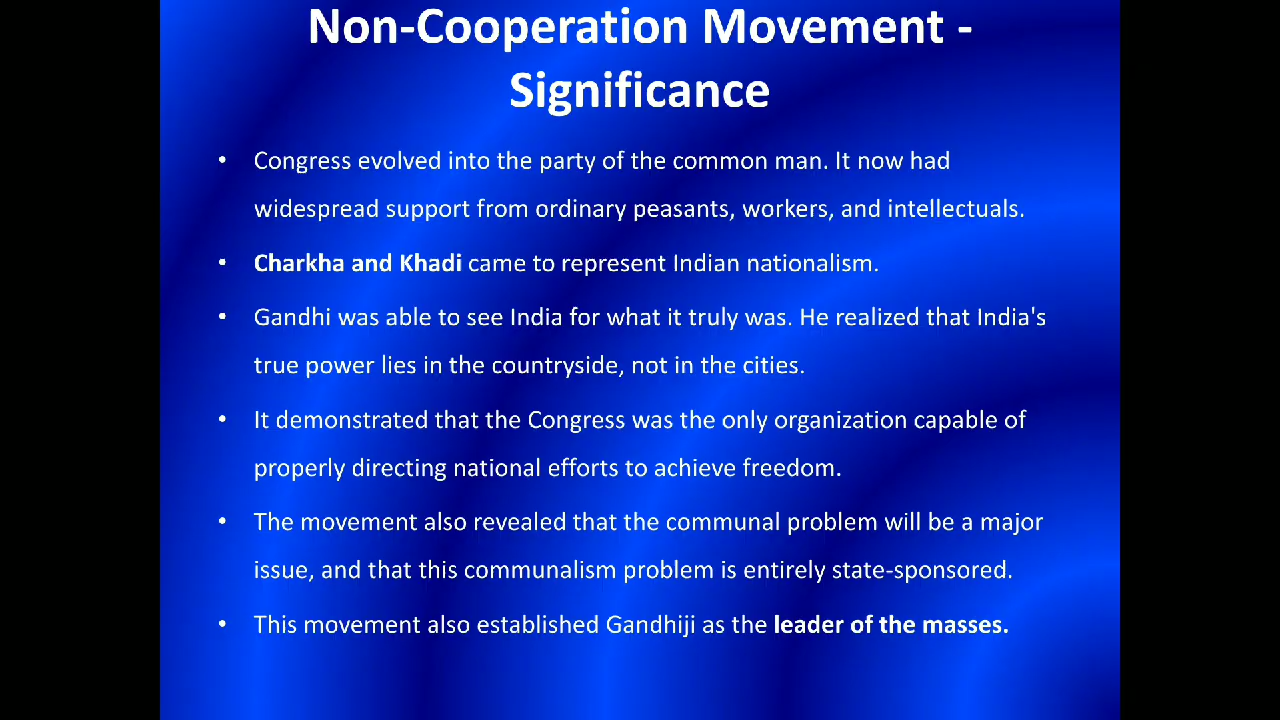 Non-Cooperation Movement -
Significance
• Congress evolved into the party of the common man. It now had
widespread support from ordinary peasants, workers, and intellectuals.
• Charkha and Khadi came to represent Indian nationalism.
• Gandhi was able to see India for what it truly was. He realized that India's
true power lies in the countryside, not in the cities.
• It demonstrated that the Congress was the only organization capable of
properly directing national efforts to achieve freedom.
• The movement also revealed that the communal problem will be a major
issue, and that this communalism problem is entirely state-sponsored.
• This movement also established Gandhiji as the leader of the masses.